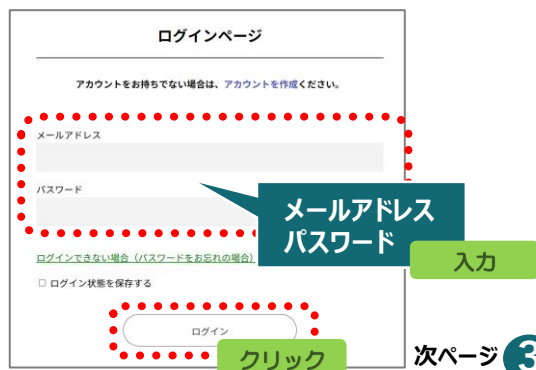 ログインページ
アカウントをお持ちでない場合は、アカウントを作成ください。
メールアドレス
パスワード
メールアドレス
パスワード
入力
ログインできない場合（パスワードをお忘れの場合）
ログイン状態を保存する
ログイン
クリック
次ページ 3